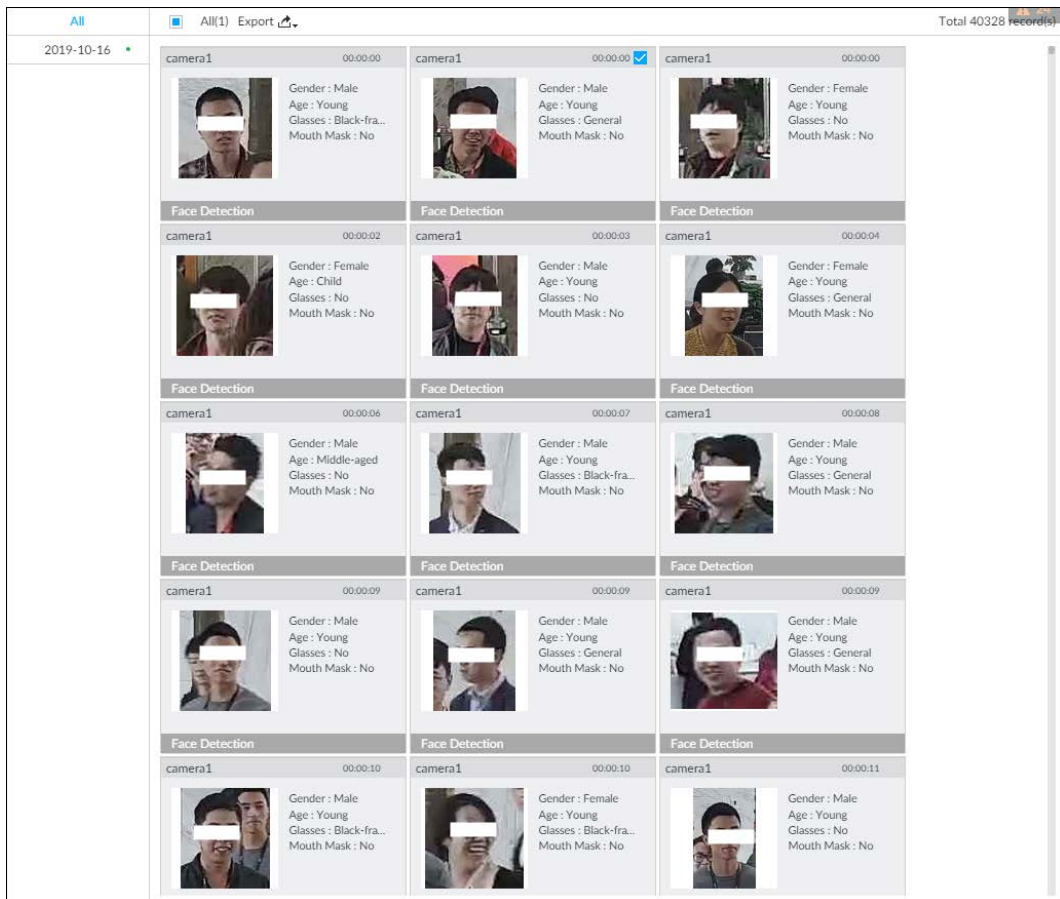 All
All(1) Export
Total 40328 record(s)
2019-10-16
camera1 00:00:00
Gender : Male
Age : Young
Glasses : Black-fra...
Mouth Mask : No
Face Detection
camera1 00:00:00
Gender : Male
Age : Young
Glasses : General
Mouth Mask : No
Face Detection
camera1 00:00:00
Gender : Female
Age : Young
Glasses : No
Mouth Mask : No
Face Detection
camera1 00:00:02
Gender : Female
Age : Child
Glasses : No
Mouth Mask : No
Face Detection
camera1 00:00:03
Gender : Male
Age : Young
Glasses : No
Mouth Mask : No
Face Detection
camera1 00:00:04
Gender : Female
Age : Young
Glasses : General
Mouth Mask : No
Face Detection
camera1 00:00:06
Gender : Male
Age : Middle-aged
Glasses : No
Mouth Mask : No
Face Detection
camera1 00:00:07
Gender : Male
Age : Young
Glasses : Black-fra...
Mouth Mask : No
Face Detection
camera1 00:00:08
Gender : Male
Age : Young
Glasses : General
Mouth Mask : No
Face Detection
camera1 00:00:09
Gender : Male
Age : Young
Glasses : No
Mouth Mask : No
Face Detection
camera1 00:00:09
Gender : Male
Age : Young
Glasses : General
Mouth Mask : No
Face Detection
camera1 00:00:09
Gender : Male
Age : Young
Glasses : General
Mouth Mask : No
Face Detection
camera1 00:00:10
Gender : Male
Age : Young
Glasses : Black-fra...
Mouth Mask : No
camera1 00:00:10
Gender : Female
Age : Young
Glasses : Black-fra...
Mouth Mask : No
camera1 00:00:11
Gender : Male
Age : Young
Glasses : No
Mouth Mask : No